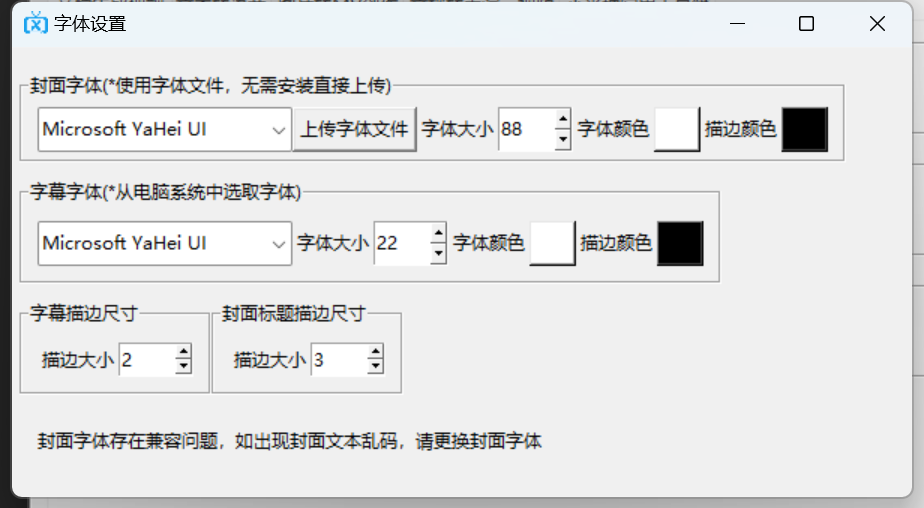 字体设置
封面字体(*使用字体文件，无需安装直接上传)
Microsoft YaHei UI 上传字体文件 字体大小 88 字体颜色 描边颜色
字幕字体(*从电脑系统中选取字体)
Microsoft YaHei UI 字体大小 22 字体颜色 描边颜色
字幕描边尺寸 封面标题描边尺寸
描边大小 2 描边大小 3
封面字体存在兼容问题，如出现封面文本乱码，请更换封面字体